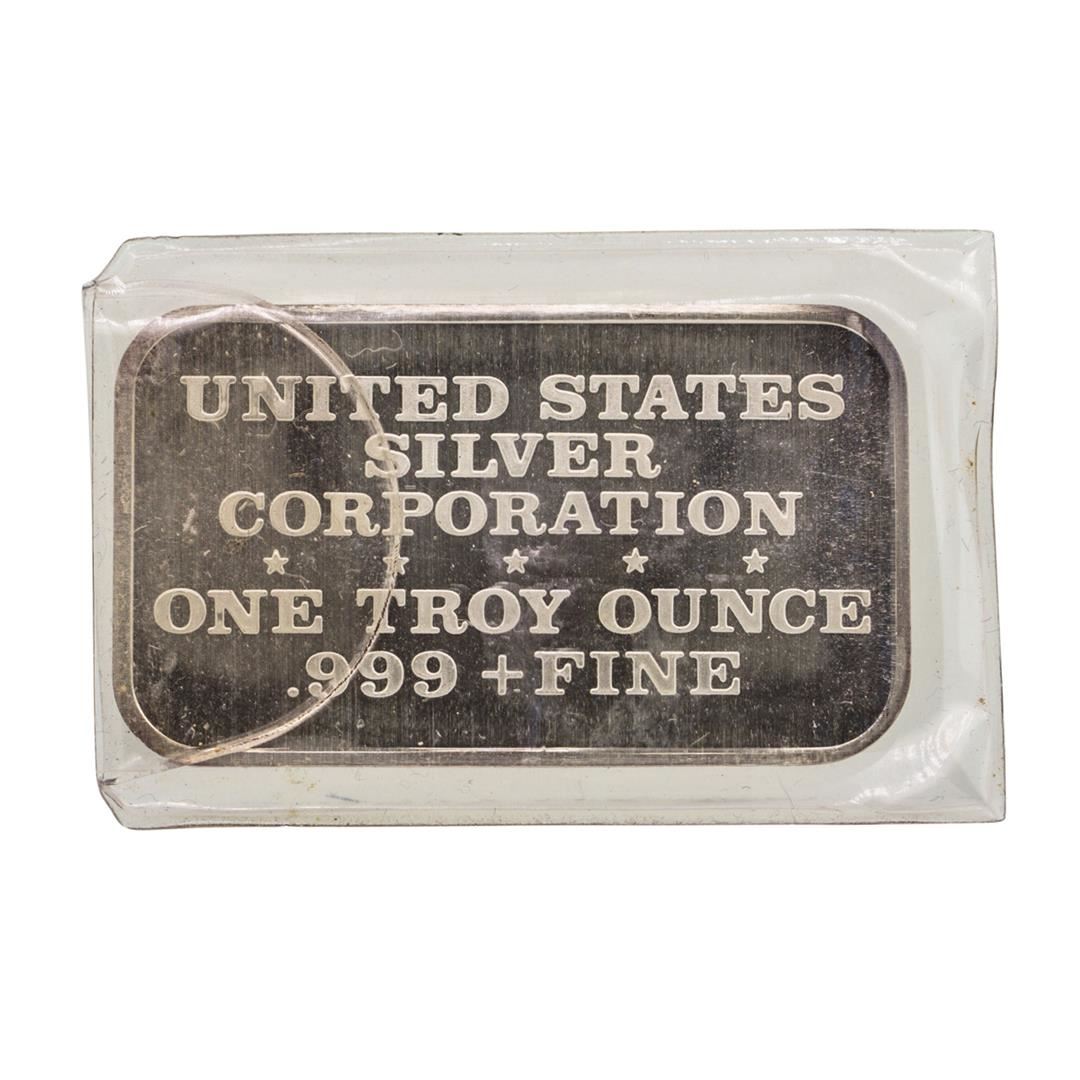 UNITED STATES
SILVER
CORPORATION
★ ★ ★ ★ ★
ONE TROY OUNCE
.999 + FINE